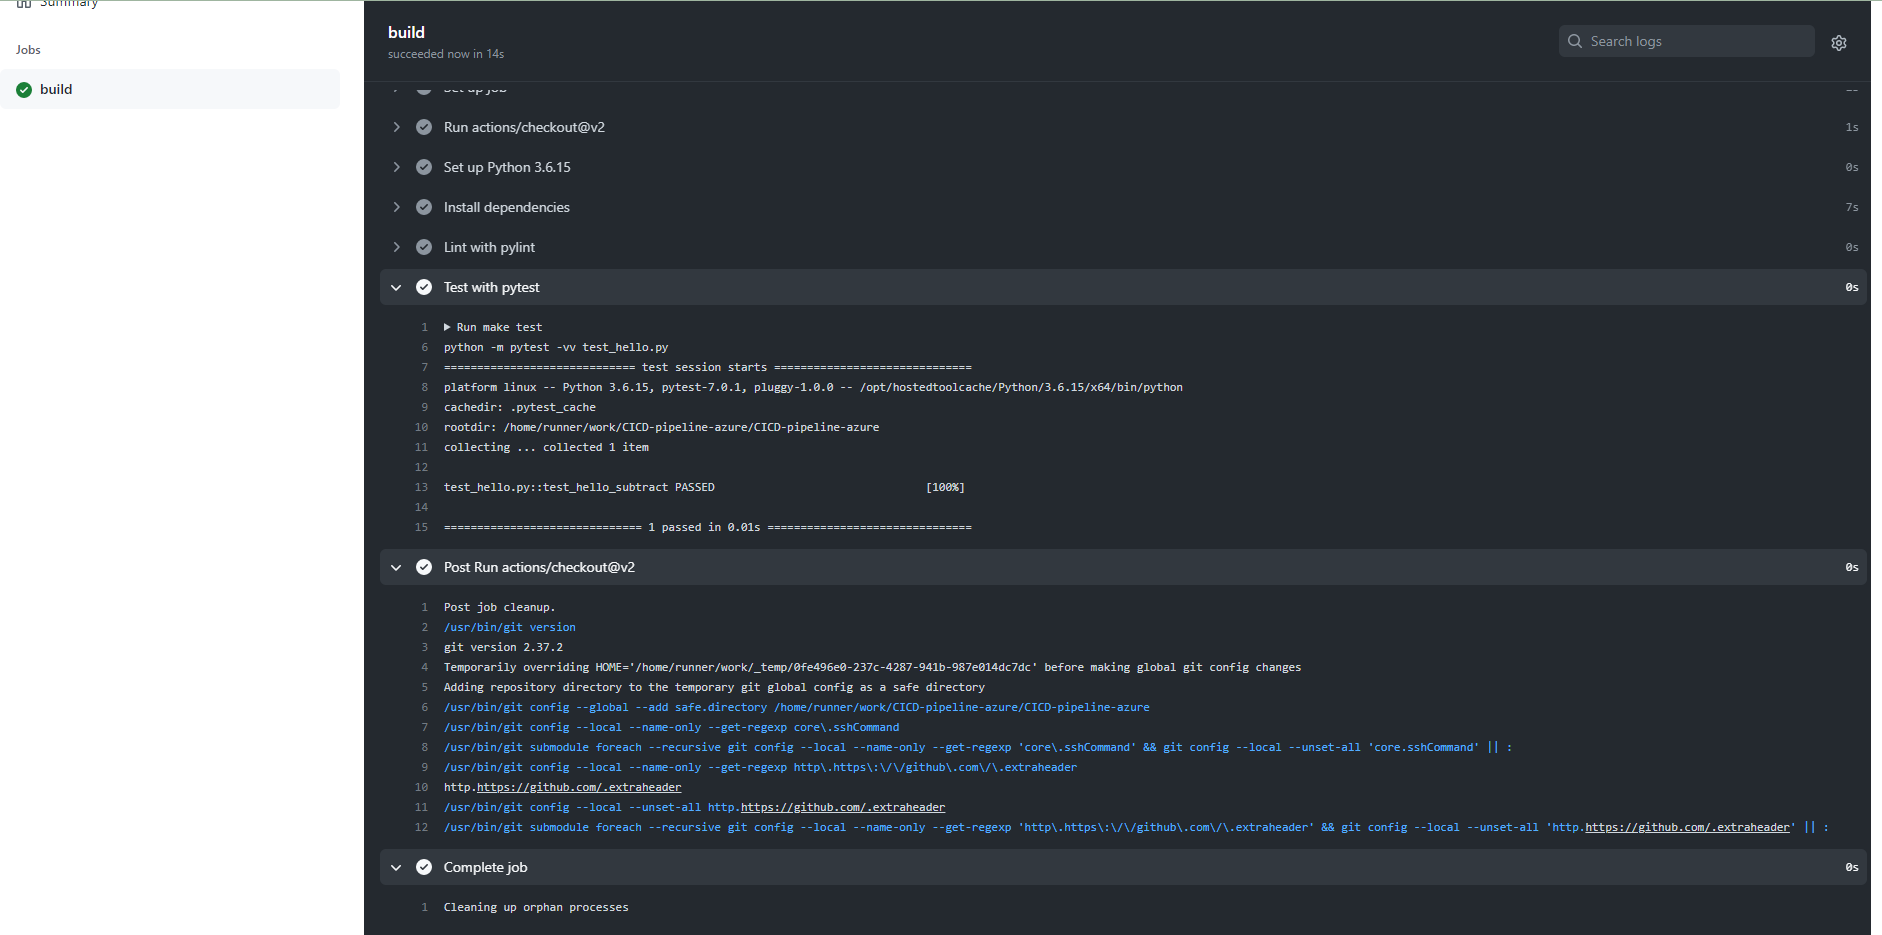 Summary
Jobs
build
build
succeeded now in 14s
Search logs
Set up job
Run actions/checkout@v2 1s
Set up Python 3.6.15 0s
Install dependencies 7s
Lint with pylint 0s
Test with pytest 0s
1 Run make test
6 python -m pytest -vv test_hello.py
7 ============================= test session starts ==============================
8 platform linux -- Python 3.6.15, pytest-7.0.1, pluggy-1.0.0 -- /opt/hostedtoolcache/Python/3.6.15/x64/bin/python
9 cachedir: .pytest_cache
10 rootdir: /home/runner/work/CICD-pipeline-azure/CICD-pipeline-azure
11 collecting ... collected 1 item
12
13 test_hello.py::test_hello_subtract PASSED [100%]
14
15 ============================== 1 passed in 0.01s ===============================
Post Run actions/checkout@v2 0s
1 Post job cleanup.
2 /usr/bin/git version
3 git version 2.37.2
4 Temporarily overriding HOME='/home/runner/work/_temp/0fe496e0-237c-4287-941b-987e014dc7dc' before making global git config changes
5 Adding repository directory to the temporary git global config as a safe directory
6 /usr/bin/git config --global --add safe.directory /home/runner/work/CICD-pipeline-azure/CICD-pipeline-azure
7 /usr/bin/git config --local --name-only --get-regexp core\.sshCommand
8 /usr/bin/git submodule foreach --recursive git config --local --name-only --get-regexp 'core\.sshCommand' && git config --local --unset-all 'core.sshCommand' || :
9 /usr/bin/git config --local --name-only --get-regexp http\.https\:\/\/github\.com\/\.extraheader
10 http.https://github.com/.extraheader
11 /usr/bin/git config --local --unset-all http.https://github.com/.extraheader
12 /usr/bin/git submodule foreach --recursive git config --local --name-only --get-regexp 'http\.https\:\/\/github\.com\/\.extraheader' && git config --local --unset-all 'http.https://github.com/.extraheader' || :
Complete job 0s
1 Cleaning up orphan processes